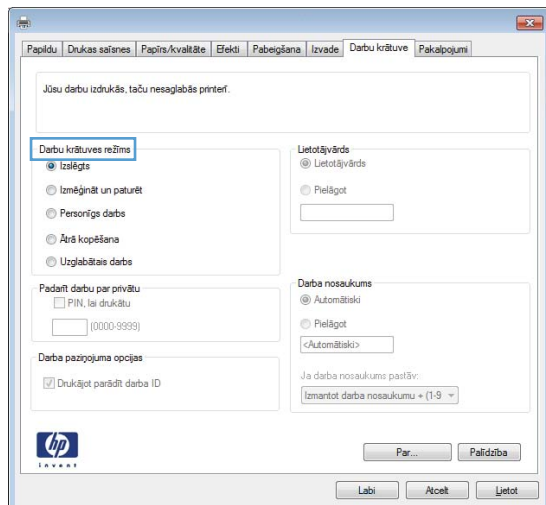 Papildu Drukas saīsnes Papīrs/kvalitāte Efekti Pabeigšana Izvade Darbu krātuve Pakalpojumi
Jūsu darbu izdrukās, taču nesaglabās printerī.
Darbu krātuves režīms
Izslēgts
Izmēģināt un paturēt
Personīgs darbs
Ātrā kopēšana
Uzglabātais darbs
Lietotājvārds
Lietotājvārds
Pielāgot
Padarīt darbu par privātu
PIN, lai drukātu
(0000-9999)
Darba paziņojuma opcijas
Drukājot parādīt darba ID
Darba nosaukums
Automātiski
Pielāgot
<Automātiski>
Ja darba nosaukums pastāv:
Izmantot darba nosaukumu + (1-9
hp
invent
Par... Palīdzība
Labi Atcelt Lietot